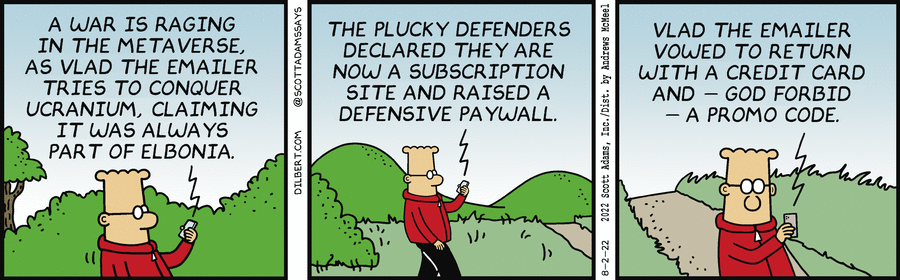 A WAR IS RAGING
IN THE METAVERSE,
AS VLAD THE EMAILER
TRIES TO CONQUER
UCRANIUM, CLAIMING
IT WAS ALWAYS
PART OF ELBONIA.
DILBERT.COM @SCOTTADAMSSAYS
THE PLUCKY DEFENDERS
DECLARED THEY ARE
NOW A SUBSCRIPTION
SITE AND RAISED A
DEFENSIVE PAYWALL.
8-2-22 2022 Scott Adams, Inc./Dist. by Andrews McMeel
VLAD THE EMAILER
VOWED TO RETURN
WITH A CREDIT CARD
AND – GOD FORBID
– A PROMO CODE.